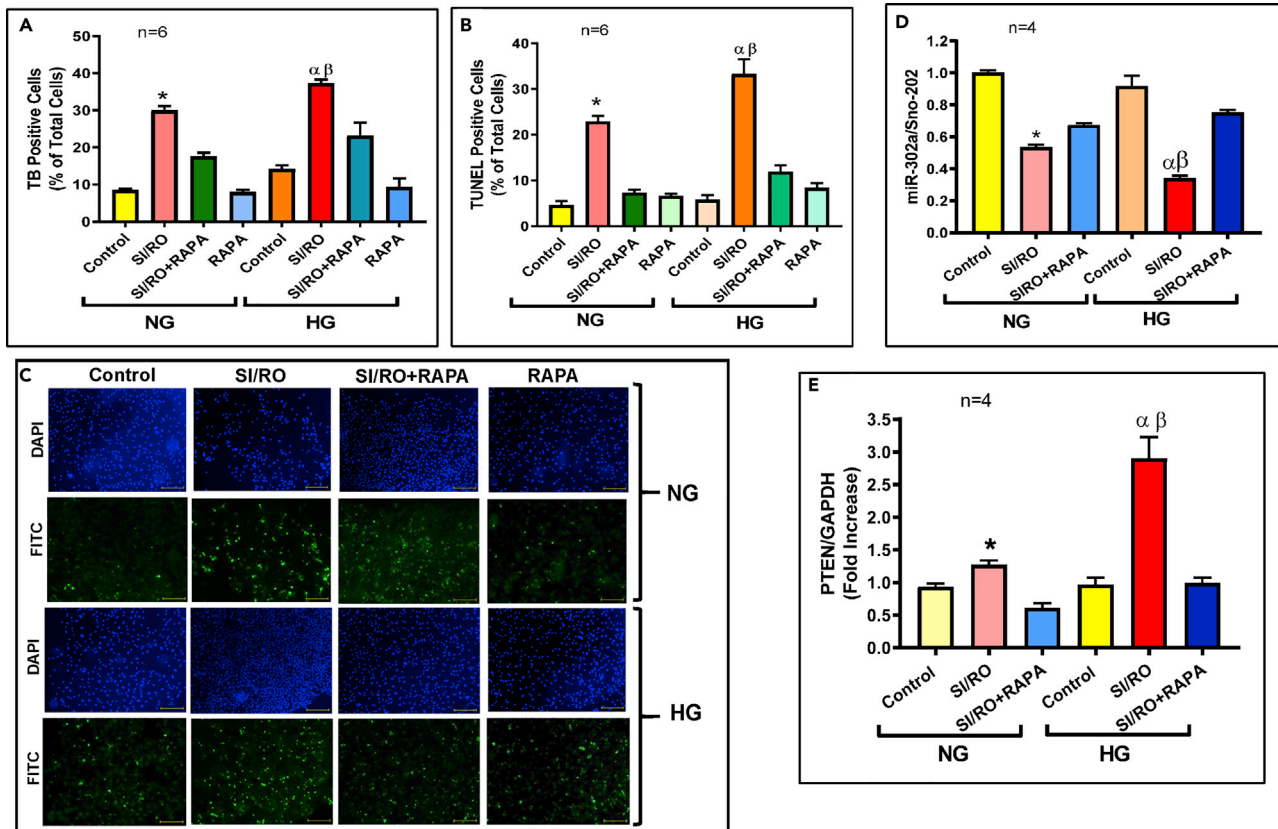 A
n=6
TB Positive Cells
(% of Total Cells)
50
40
30
20
10
0
*
α β
Control
SI/RO
SI/RO+RAPA
RAPA
Control
SI/RO
SI/RO+RAPA
RAPA
NG
HG
B
n=6
TUNEL Positive Cells
(% of Total Cells)
40
30
20
10
0
*
α β
Control
SI/RO
SI/RO+RAPA
RAPA
Control
SI/RO
SI/RO+RAPA
RAPA
NG
HG
D
n=4
miR-302a/Sno-202
1.2
1.0
0.8
0.6
0.4
0.2
0.0
*
αβ
Control
SI/RO
SIRO+RAPA
Control
SI/RO
SIRO+RAPA
NG
HG
C
Control
SI/RO
SI/RO+RAPA
RAPA
DAPI
FITC
NG
DAPI
FITC
HG
E
n=4
PTEN/GAPDH
(Fold Increase)
3.5
3.0
2.5
2.0
1.5
1.0
0.5
0.0
*
α β
Control
SI/RO
SI/RO+RAPA
Control
SI/RO
SI/RO+RAPA
NG
HG